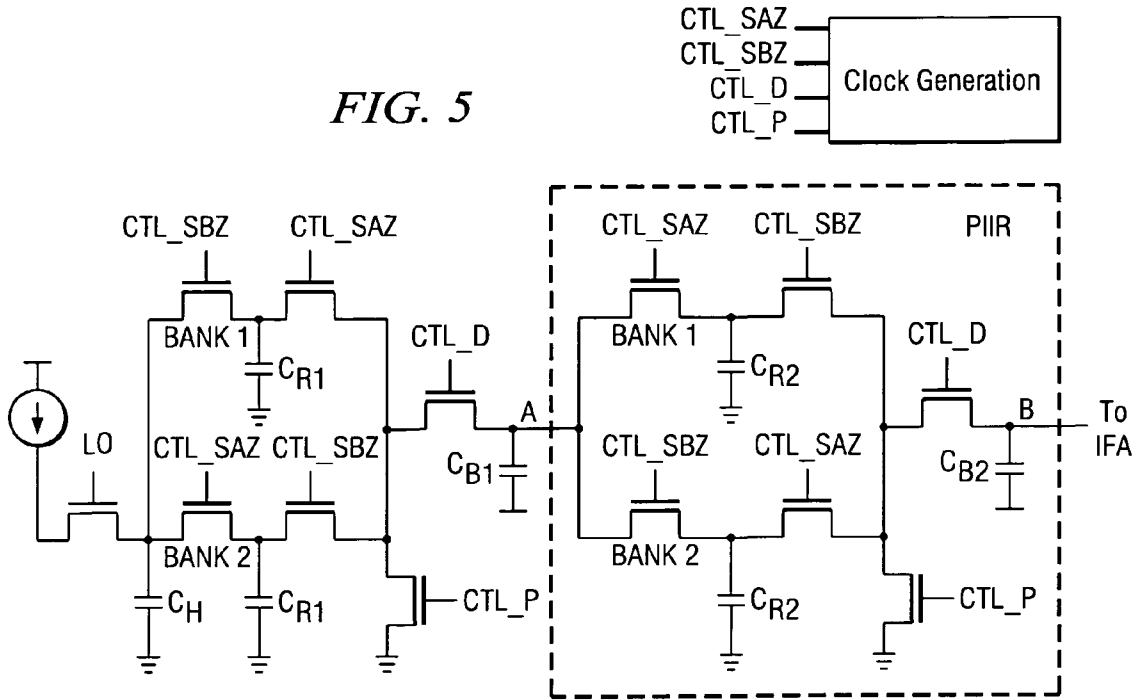 CTL_SAZ
CTL_SBZ
CTL_D
CTL_P
Clock Generation
FIG. 5
CTL_SBZ
CTL_SAZ
BANK 1
CR1
CTL_D
A
CB1
LO
CTL_SAZ
CTL_SBZ
BANK 2
CH
CR1
CTL_P
PIIR
CTL_SAZ
CTL_SBZ
BANK 1
CR2
CTL_D
B
CB2
To
IFA
CTL_SBZ
CTL_SAZ
BANK 2
CR2
CTL_P